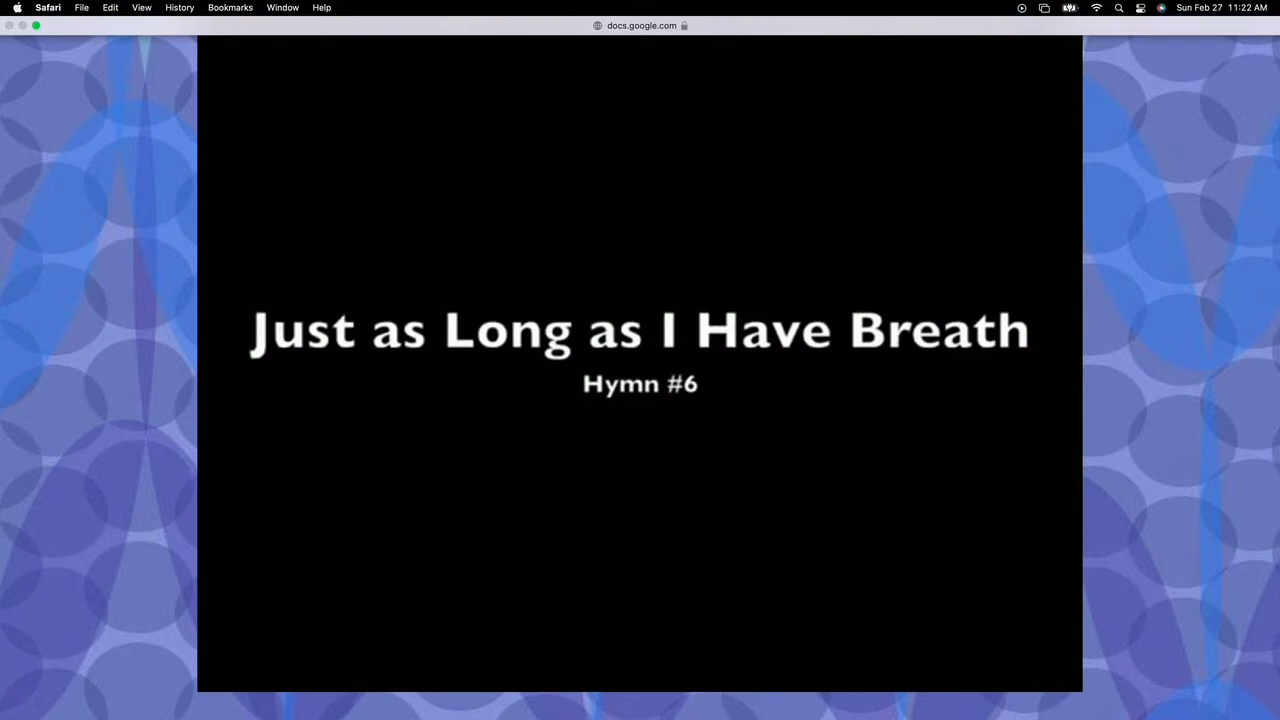 Safari File Edit View History Bookmarks Window Help Sun Feb 27 11:22 AM
docs.google.com
Just as Long as I Have Breath
Hymn #6